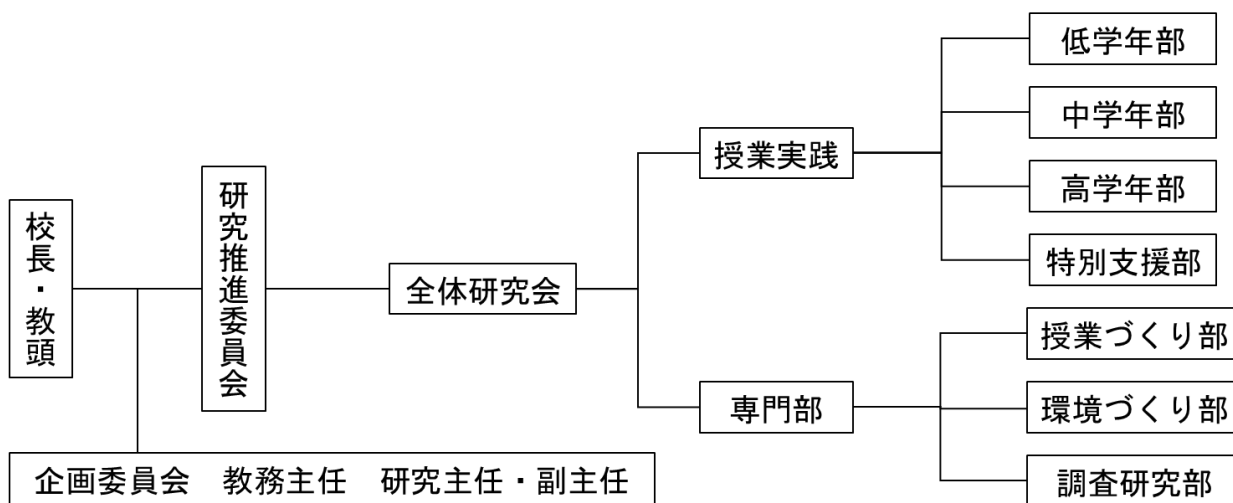 校長・教頭
研究推進委員会
企画委員会　教務主任　研究主任・副主任
全体研究会
授業実践
低学年部
中学年部
高学年部
特別支援部
専門部
授業づくり部
環境づくり部
調査研究部